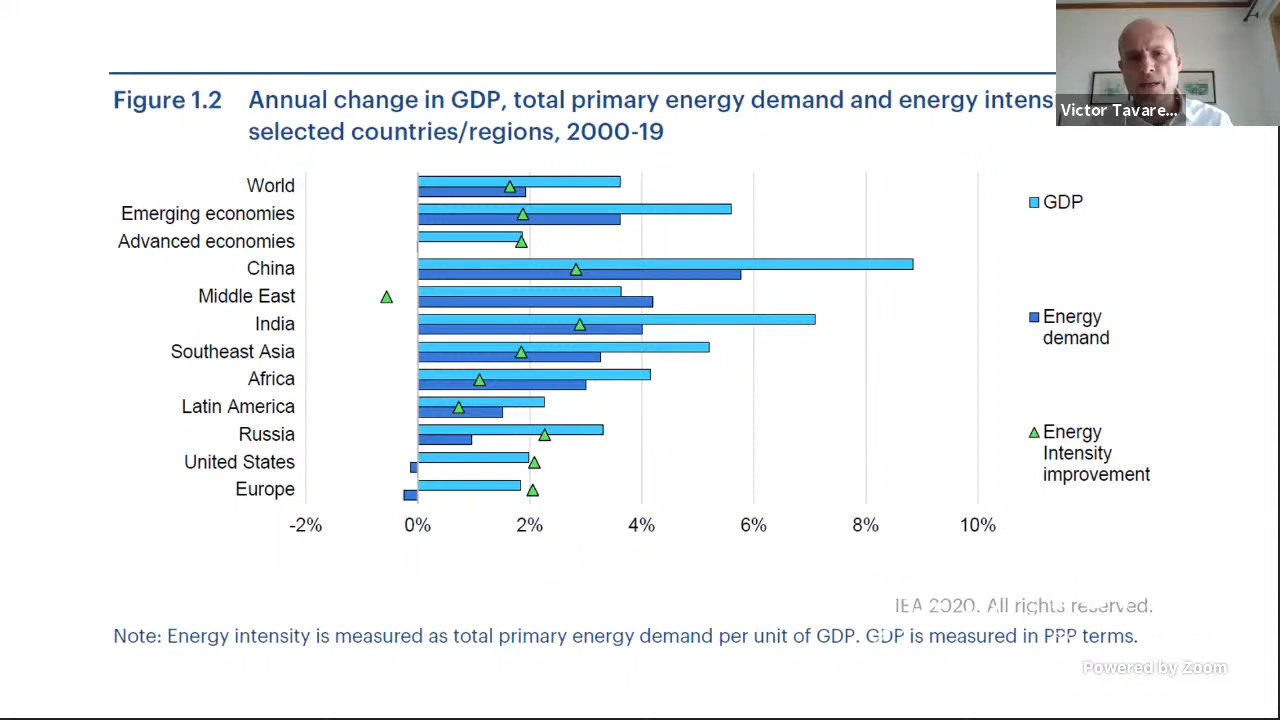 Figure 1.2 Annual change in GDP, total primary energy demand and energy intens
selected countries/regions, 2000-19
Victor Tavare...
World
Emerging economies
Advanced economies
China
Middle East
India
Southeast Asia
Africa
Latin America
Russia
United States
Europe
-2% 0% 2% 4% 6% 8% 10%
GDP
Energy
demand
Energy
Intensity
improvement
IEA 2020. All rights reserved.
Note: Energy intensity is measured as total primary energy demand per unit of GDP. GDP is measured in PPP terms.
Powered by Zoom